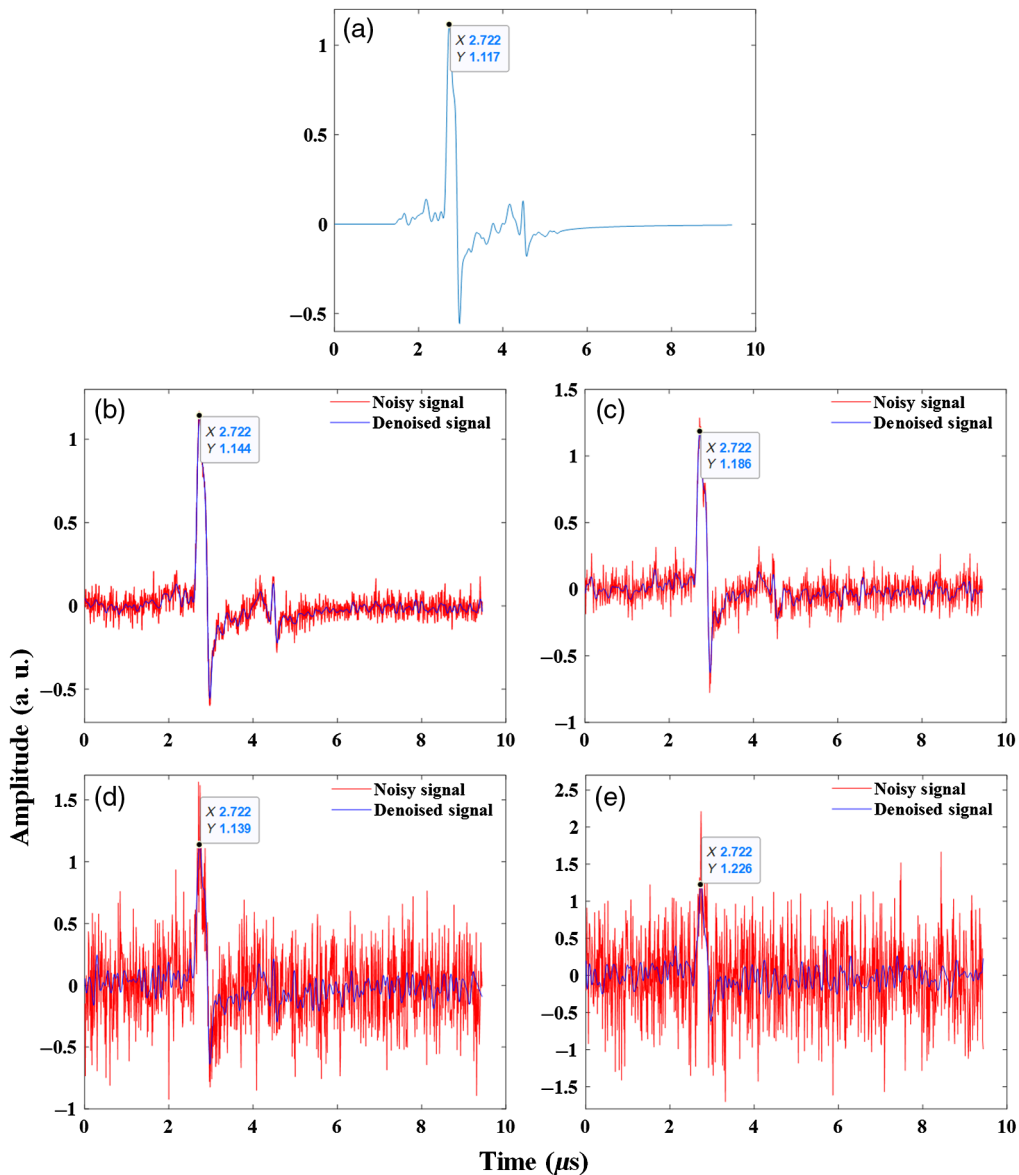 (a)
X 2.722
Y 1.117
1
0.5
0
−0.5
0 2 4 6 8 10
(b)
Noisy signal
Denoised signal
X 2.722
Y 1.144
1
0.5
0
−0.5
0 2 4 6 8 10
(c)
Noisy signal
Denoised signal
X 2.722
Y 1.186
1.5
1
0.5
0
−0.5
−1
0 2 4 6 8 10
(d)
Noisy signal
Denoised signal
X 2.722
Y 1.139
1.5
1
0.5
0
−0.5
−1
0 2 4 6 8 10
(e)
Noisy signal
Denoised signal
X 2.722
Y 1.226
2.5
2
1.5
1
0.5
0
−0.5
−1
−1.5
0 2 4 6 8 10
Amplitude (a. u.)
Time (μs)